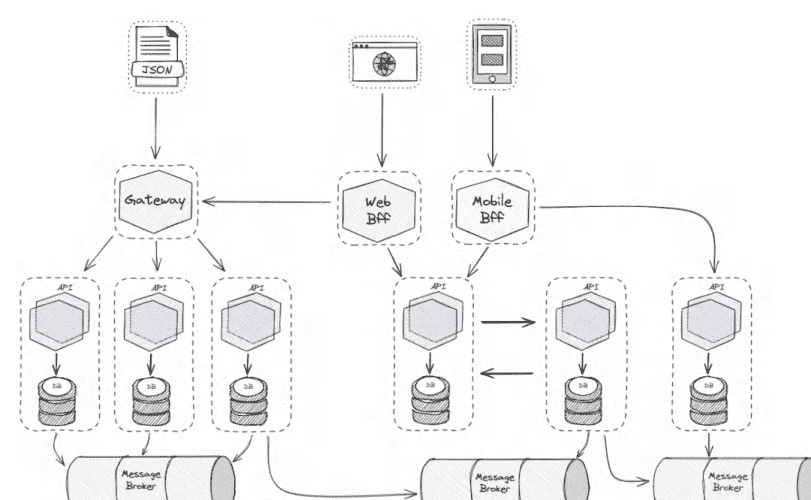 JSON
Gateway
Web
Bff
Mobile
Bff
API
API
API
API
API
API
DB
DB
DB
DB
DB
DB
Message
Broker
Message
Broker
Message
Broker